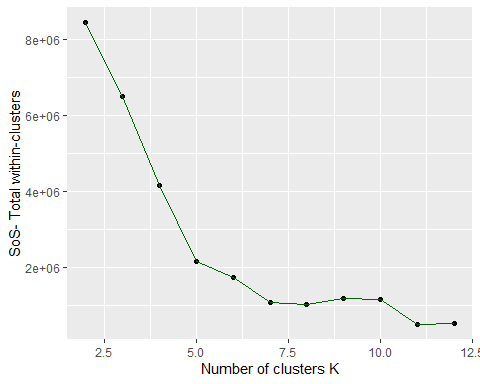 8e+06
6e+06
4e+06
2e+06
SoS- Total within-clusters
2.5 5.0 7.5 10.0 12.5
Number of clusters K